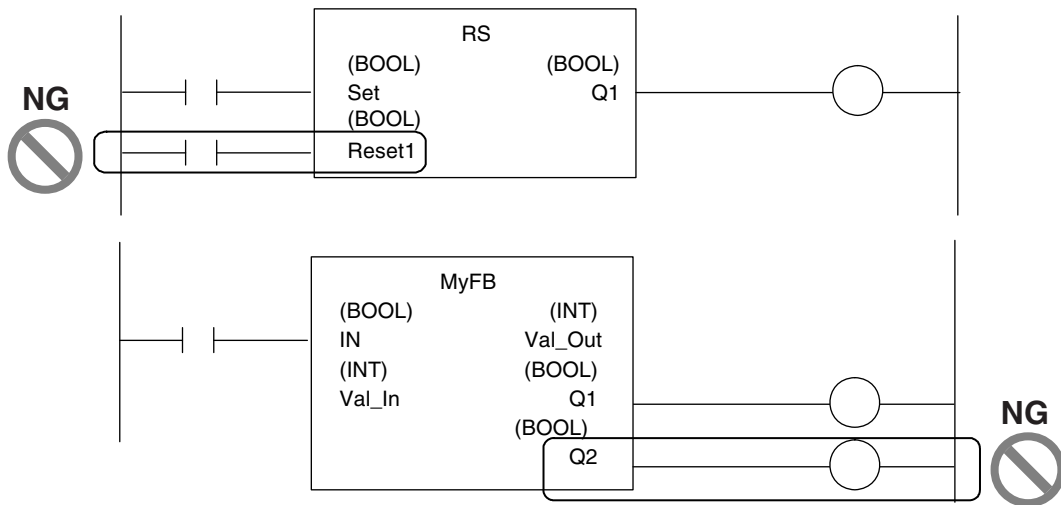 RS
(BOOL) (BOOL)
NG
Set Q1
(BOOL)
Reset1
MyFB
(BOOL) (INT)
IN Val_Out
(INT) (BOOL)
Val_In Q1
NG
(BOOL)
Q2